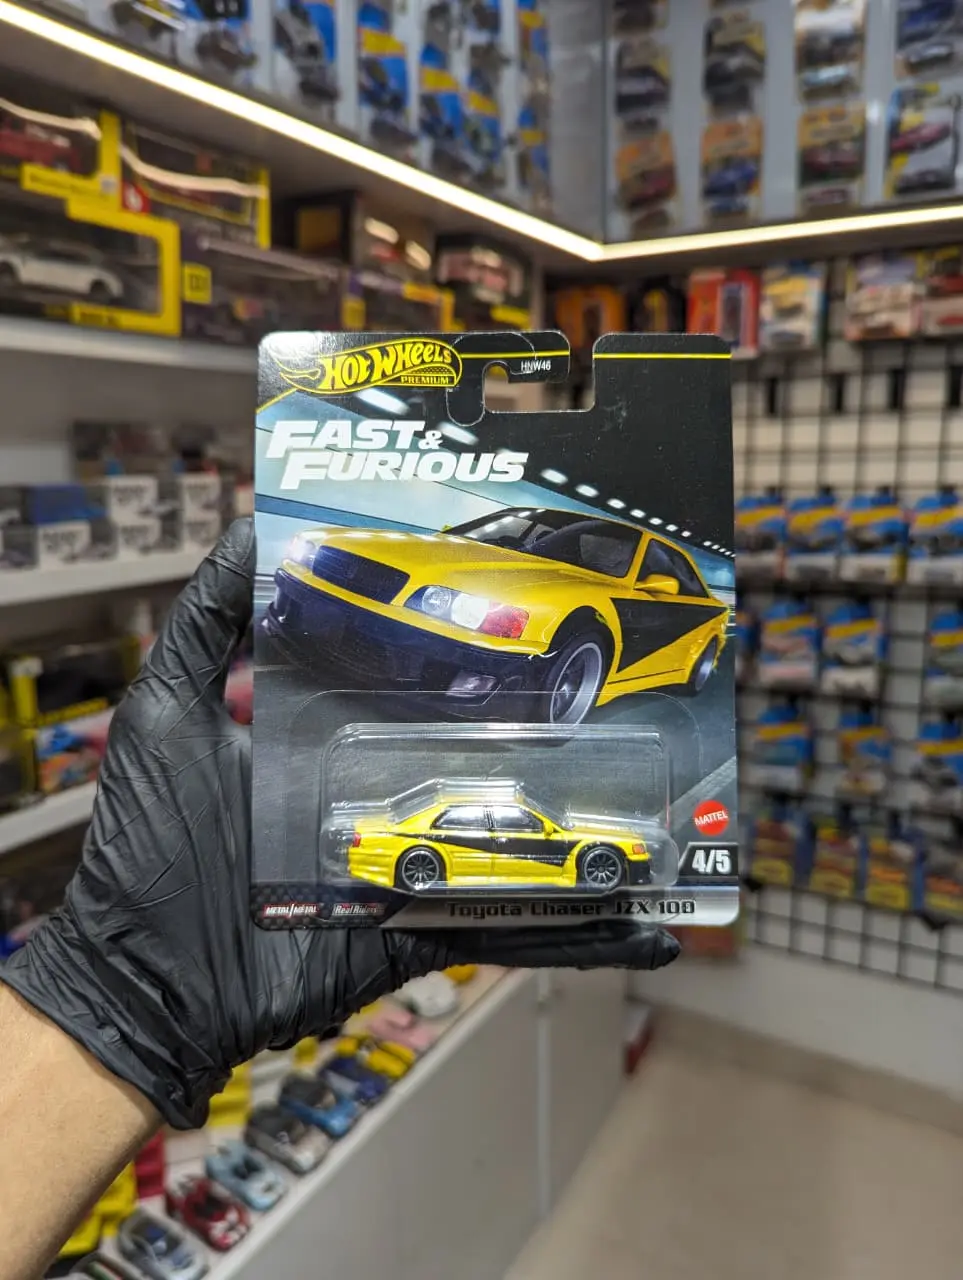 HOT WHEELS
PREMIUM
HNW46
FAST &
FURIOUS
MATTEL
4/5
METAL/METAL
Real Riders
Toyota Chaser JZX 100